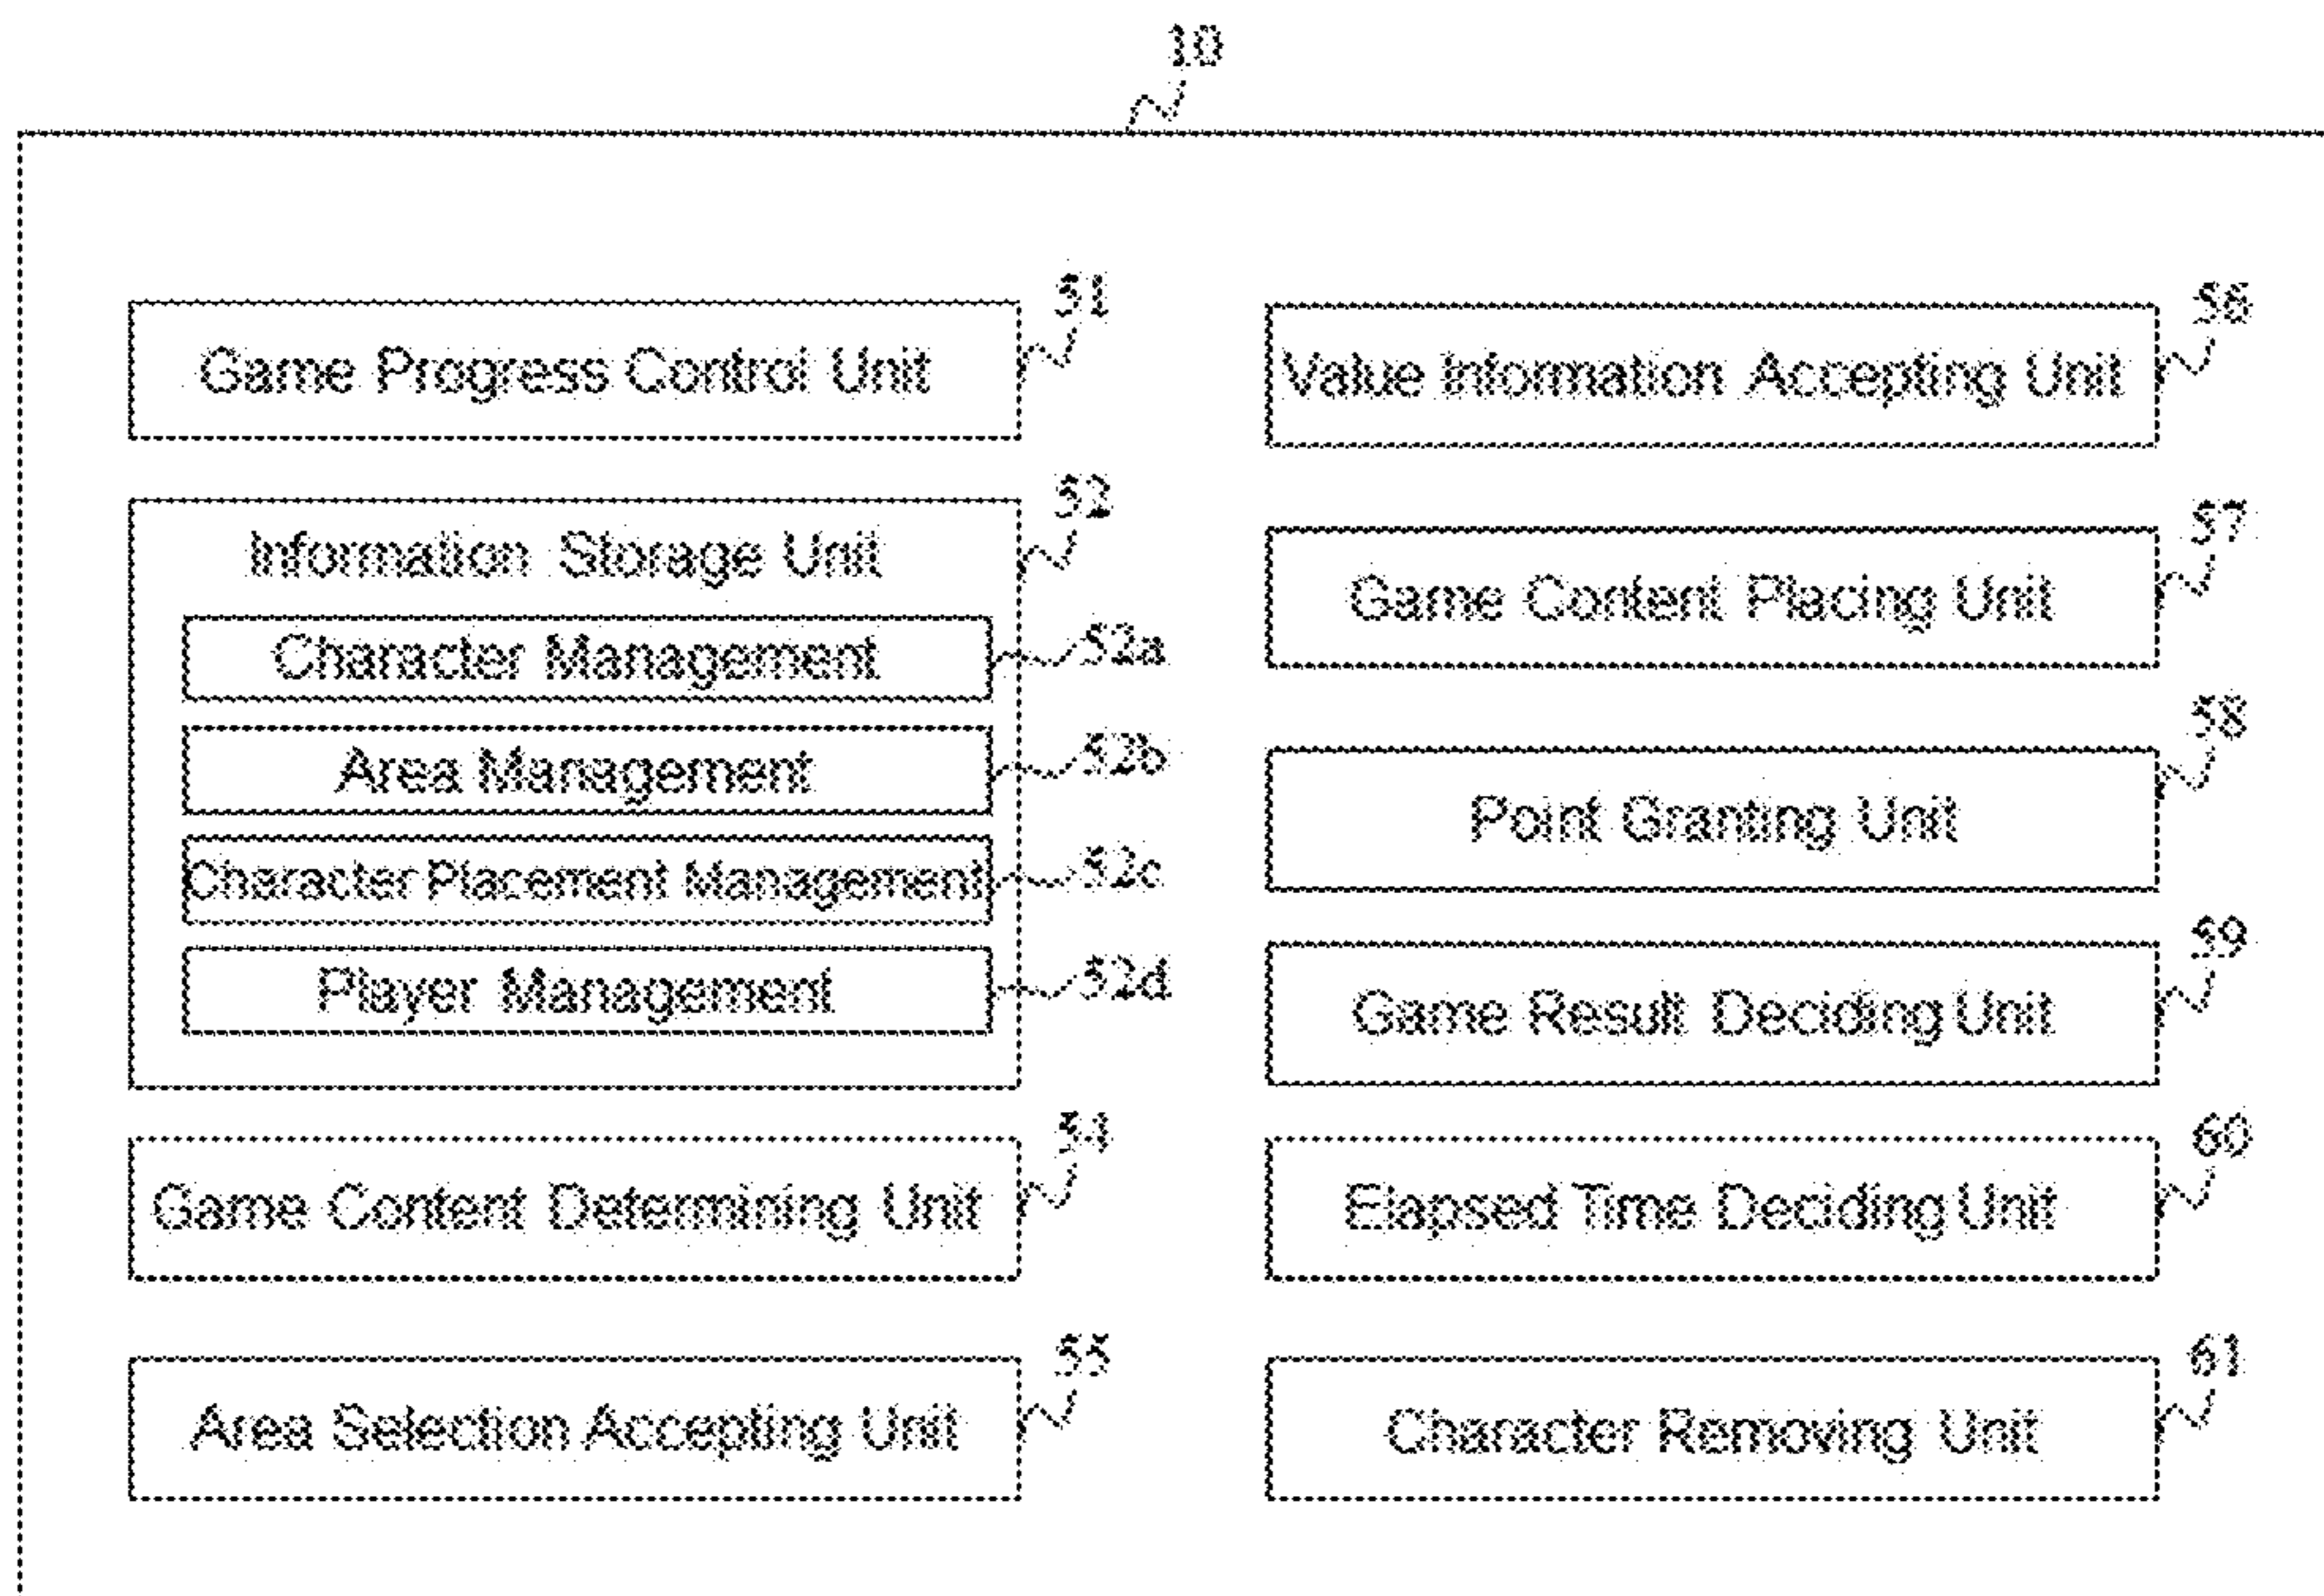 10
51
Game Progress Control Unit
52
Information Storage Unit
Character Management
52a
Area Management
52b
Character Placement Management
52c
Player Management
52d
54
Game Content Determining Unit
55
Area Selection Accepting Unit
56
Value Information Accepting Unit
57
Game Content Placing Unit
58
Point Granting Unit
59
Game Result Deciding Unit
60
Elapsed Time Deciding Unit
61
Character Removing Unit